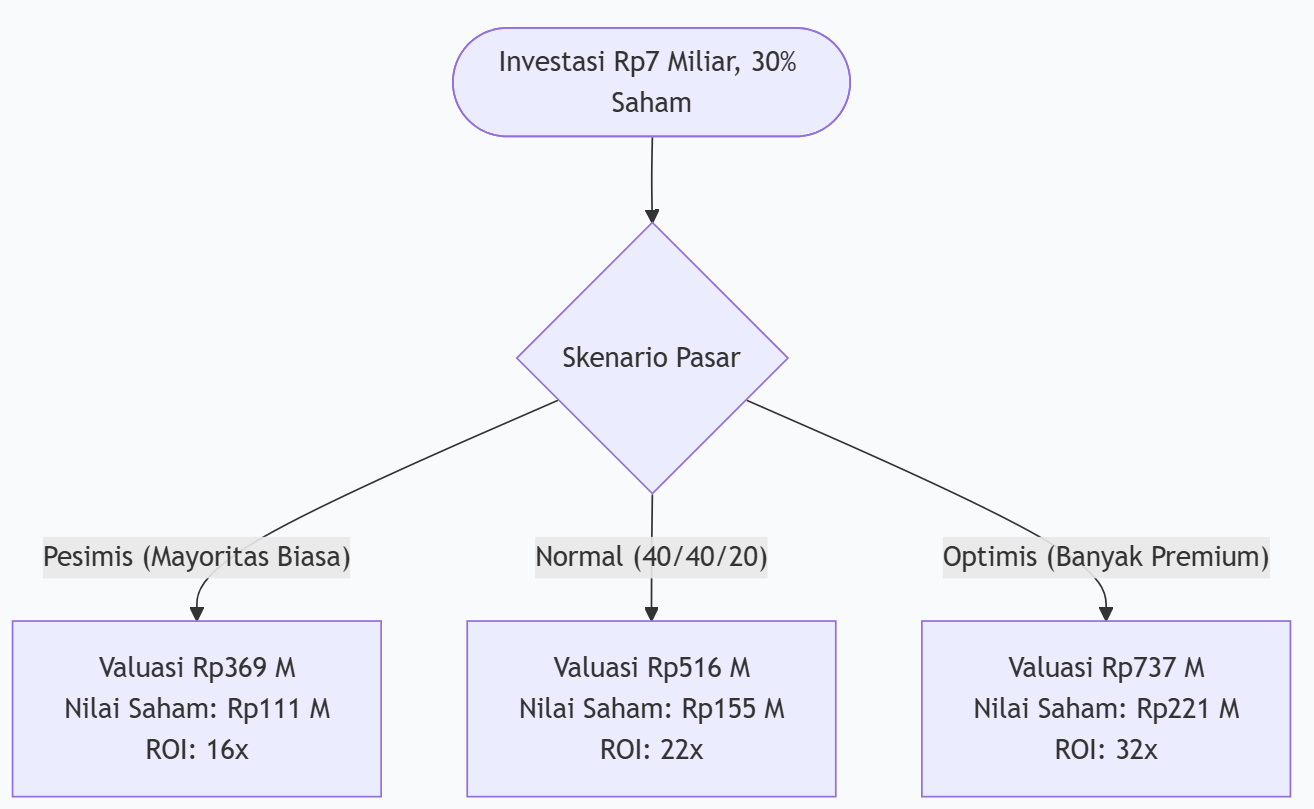 Investasi Rp7 Miliar, 30%
Saham
Skenario Pasar
Pesimis (Mayoritas Biasa)
Normal (40/40/20)
Optimis (Banyak Premium)
Valuasi Rp369 M
Nilai Saham: Rp111 M
ROI: 16x
Valuasi Rp516 M
Nilai Saham: Rp155 M
ROI: 22x
Valuasi Rp737 M
Nilai Saham: Rp221 M
ROI: 32x